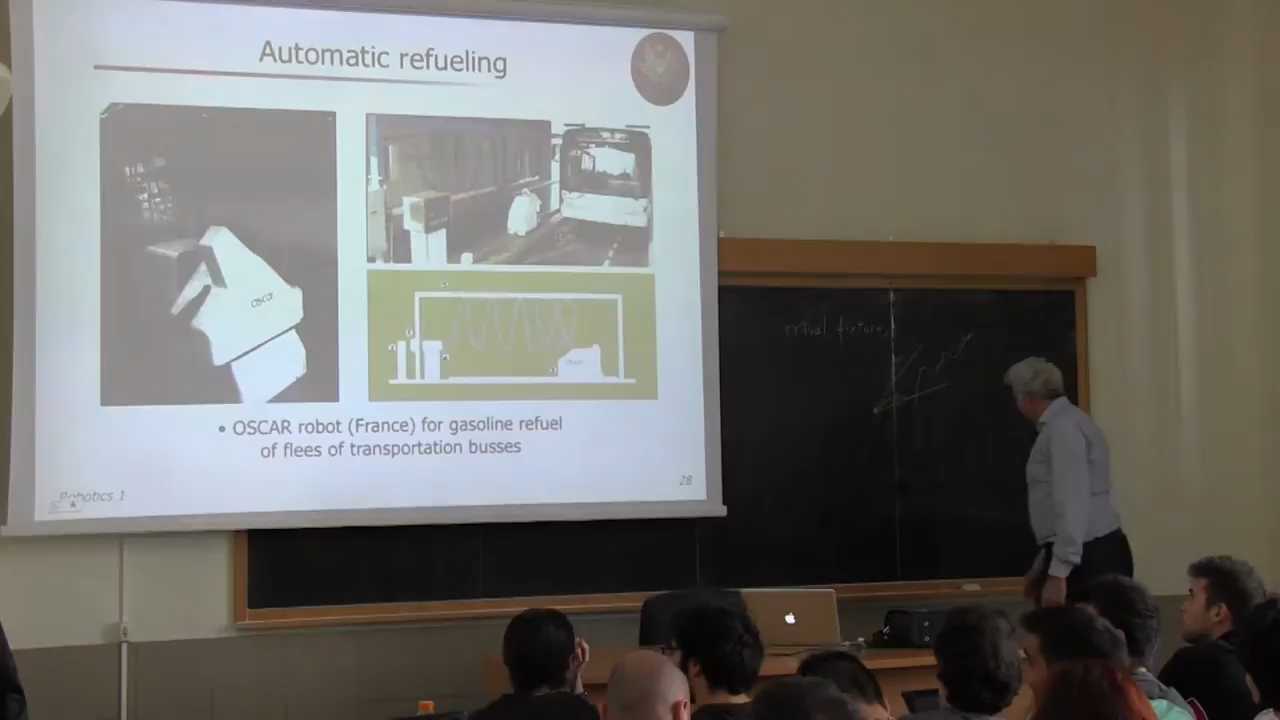 Automatic refueling
oscar
• OSCAR robot (France) for gasoline refuel
of flees of transportation busses
Robotics 1
28
virtual fixtures